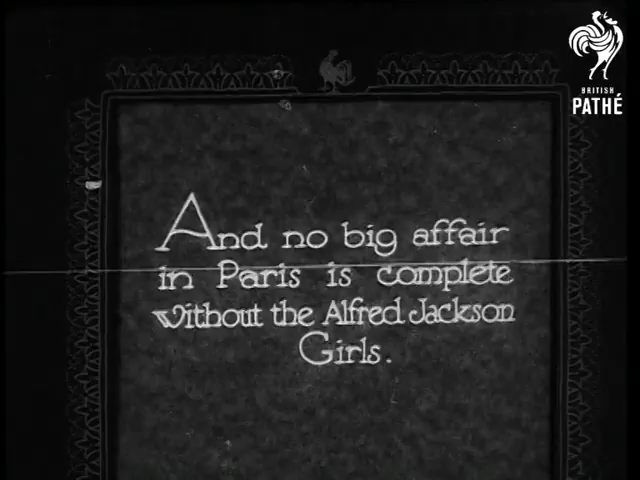 BRITISH
PATHÉ
And no big affair
in Paris is complete
without the Alfred Jackson
Girls.